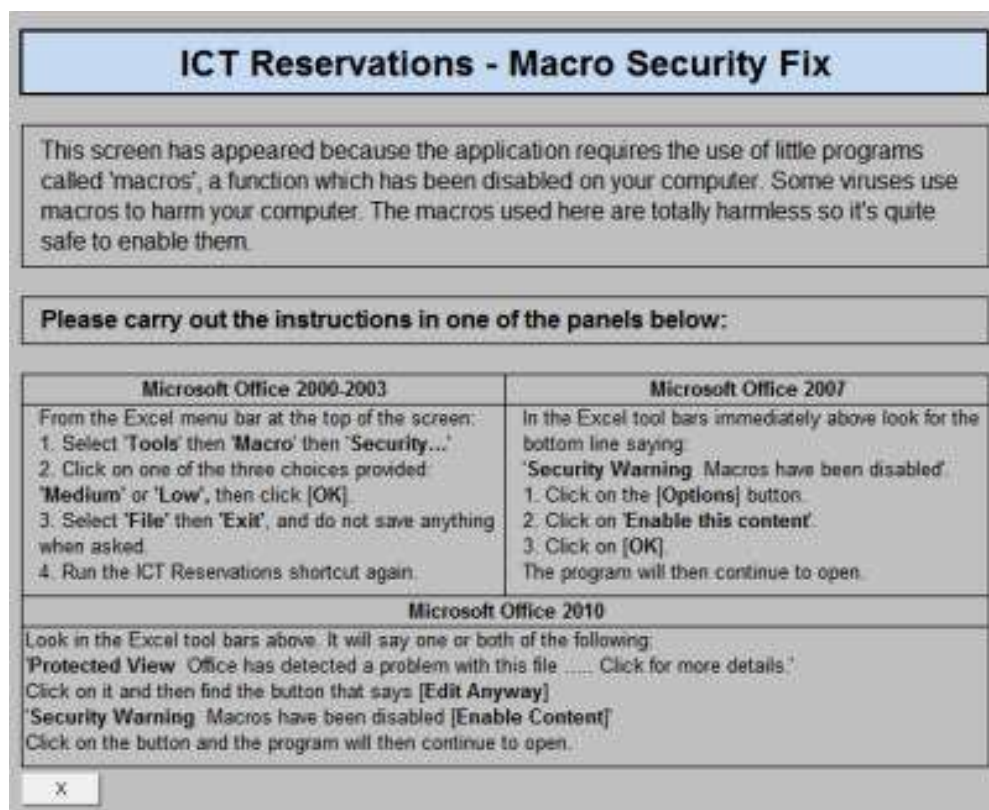 ICT Reservations - Macro Security Fix
This screen has appeared because the application requires the use of little programs
called 'macros', a function which has been disabled on your computer. Some viruses use
macros to harm your computer. The macros used here are totally harmless so it's quite
safe to enable them.
Please carry out the instructions in one of the panels below:
Microsoft Office 2000-2003
From the Excel menu bar at the top of the screen:
1. Select 'Tools' then 'Macro' then 'Security...'
2. Click on one of the three choices provided:
'Medium' or 'Low', then click [OK].
3. Select 'File' then 'Exit', and do not save anything
when asked.
4. Run the ICT Reservations shortcut again.
Microsoft Office 2007
In the Excel tool bars immediately above look for the
bottom line saying:
'Security Warning Macros have been disabled'.
1. Click on the [Options] button.
2. Click on 'Enable this content'.
3. Click on [OK].
The program will then continue to open.
Microsoft Office 2010
Look in the Excel tool bars above. It will say one or both of the following:
'Protected View Office has detected a problem with this file ..... Click for more details.'
Click on it and then find the button that says [Edit Anyway]
'Security Warning Macros have been disabled [Enable Content]'
Click on the button and the program will then continue to open.
X